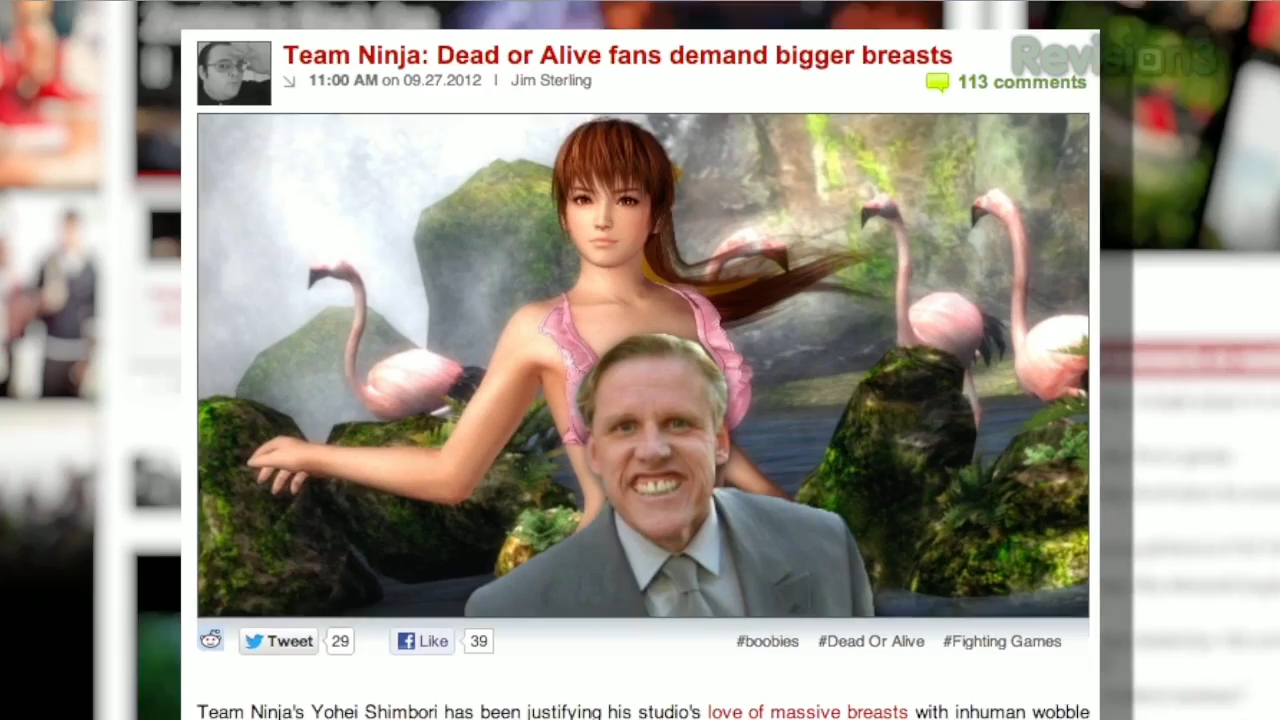 Team Ninja: Dead or Alive fans demand bigger breasts
Revision3
11:00 AM on 09.27.2012 | Jim Sterling
113 comments
Tweet 29 Like 39 #boobies #Dead Or Alive #Fighting Games
Team Ninja's Yohei Shimbori has been justifying his studio's love of massive breasts with inhuman wobble